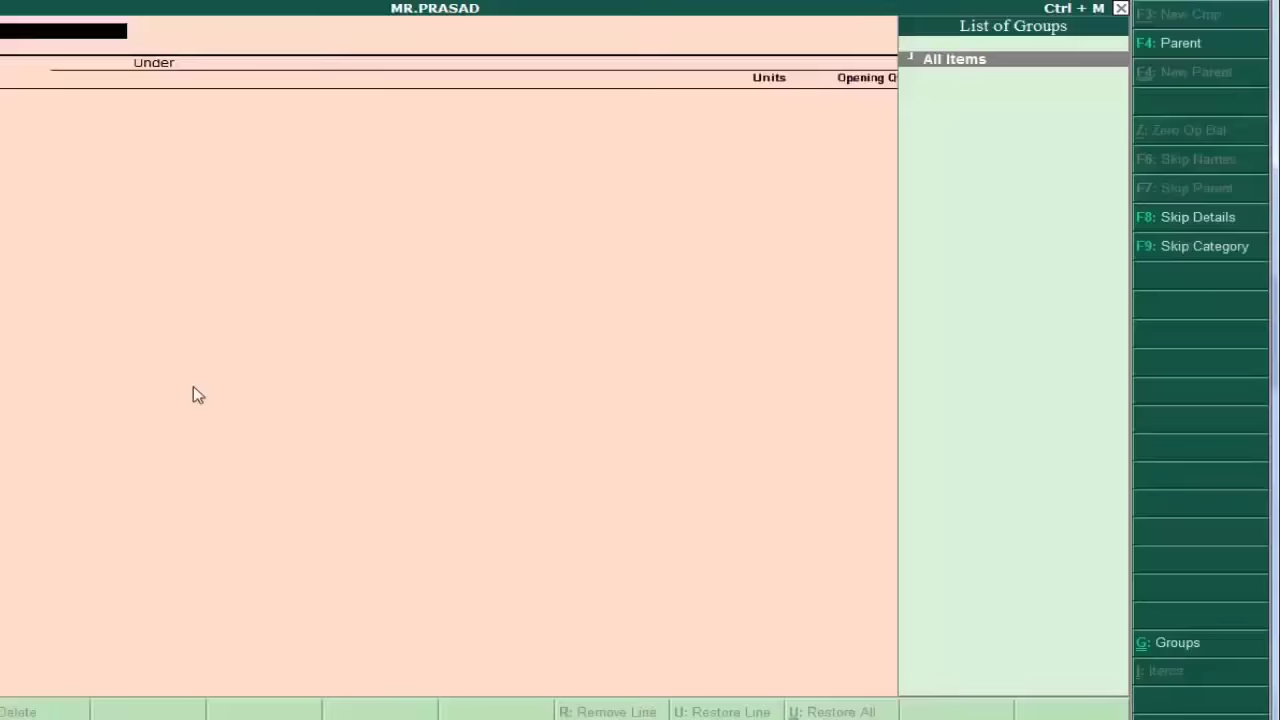 MR.PRASAD
Ctrl + M
List of Groups
All Items
Under
Units Opening Q
F3: New Cmp
F4: Parent
F4: New Parent
Z: Zero Op Bal
F6: Skip Names
F7: Skip Parent
F8: Skip Details
F9: Skip Category
G: Groups
I: Items
Delete
R: Remove Line
U: Restore Line
U: Restore All